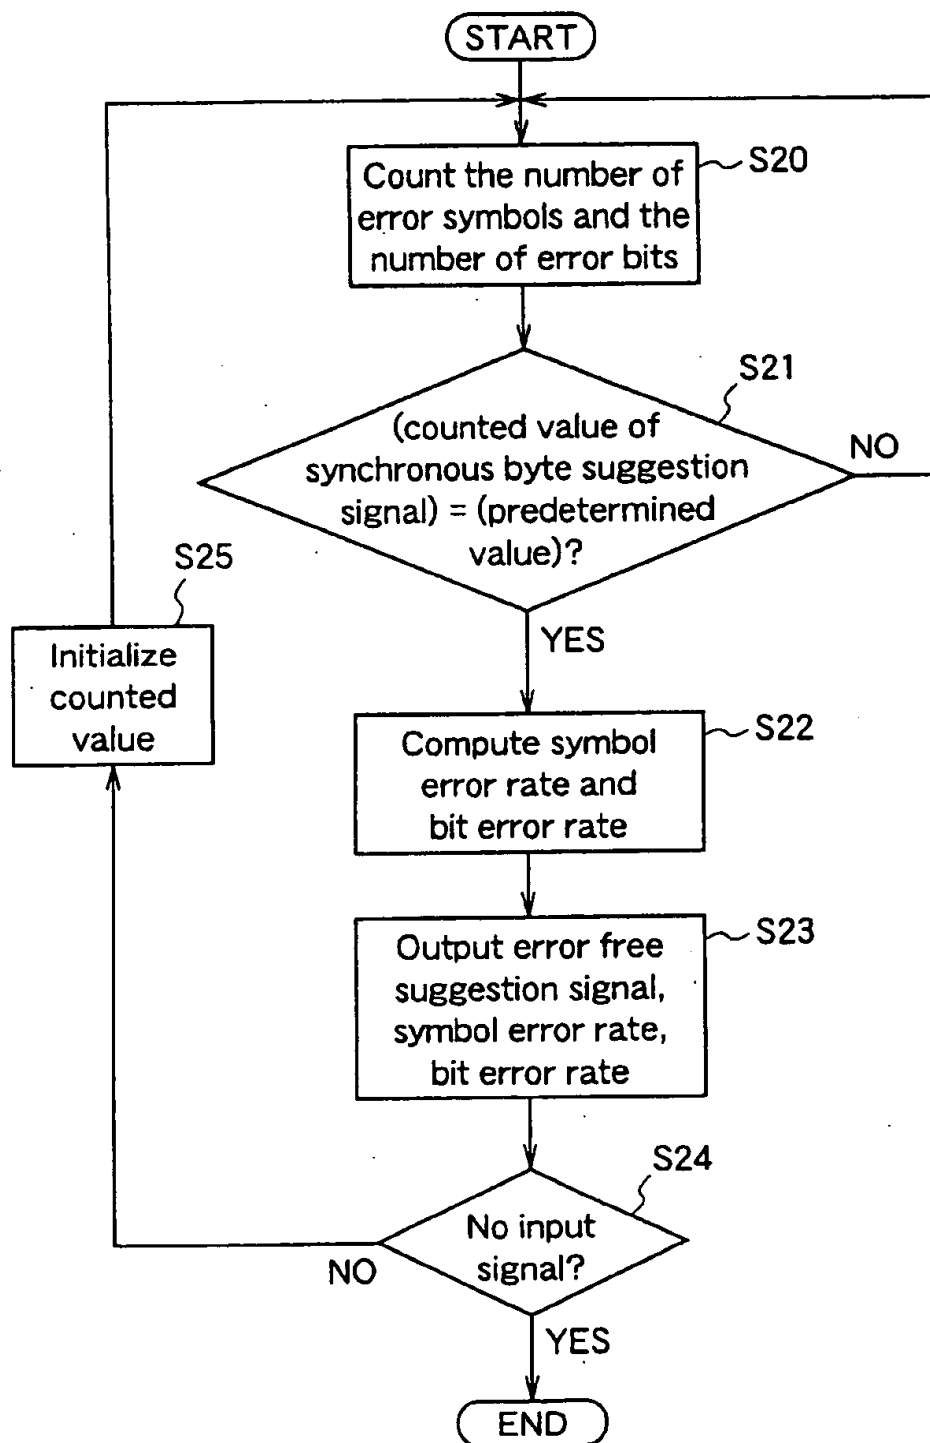 START
S20
Count the number of
error symbols and the
number of error bits
S21
(counted value of
synchronous byte suggestion
signal) = (predetermined
value)?
NO
YES
S25
Initialize
counted
value
S22
Compute symbol
error rate and
bit error rate
S23
Output error free
suggestion signal,
symbol error rate,
bit error rate
S24
No input
signal?
NO
YES
END